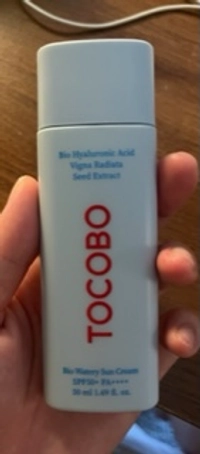 Bio Hyaluronic Acid
Vigna Radiata
Seed Extract
TOCOBO
Bio Watery Sun Cream
SPF50+ PA++++
50 ml 1.69 fl. oz.